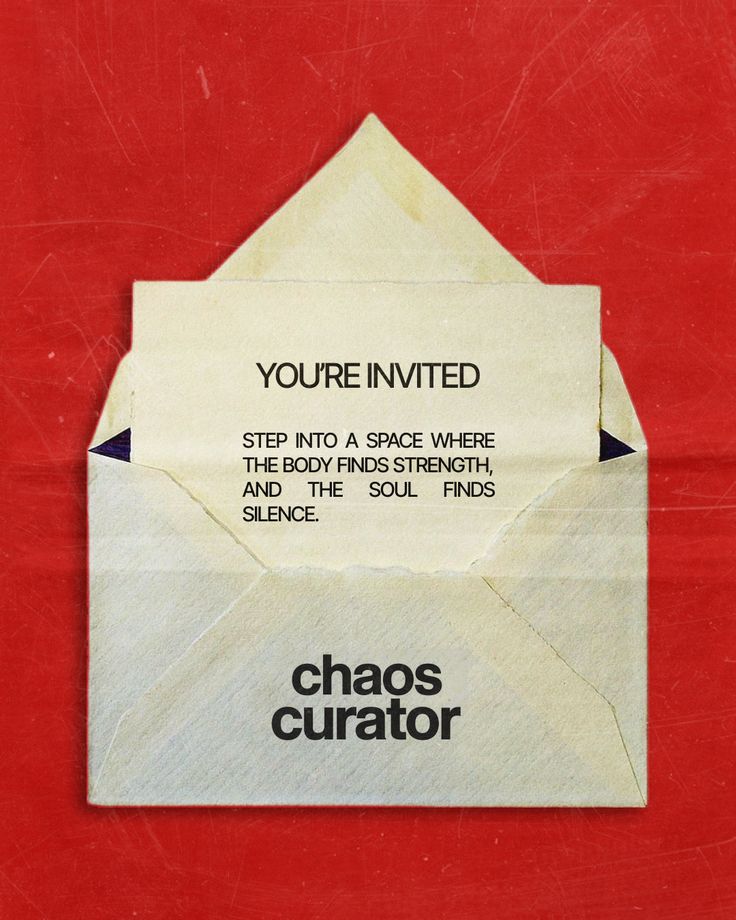 YOU'RE INVITED
STEP INTO A SPACE WHERE
THE BODY FINDS STRENGTH,
AND THE SOUL FINDS
SILENCE.
chaos
curator